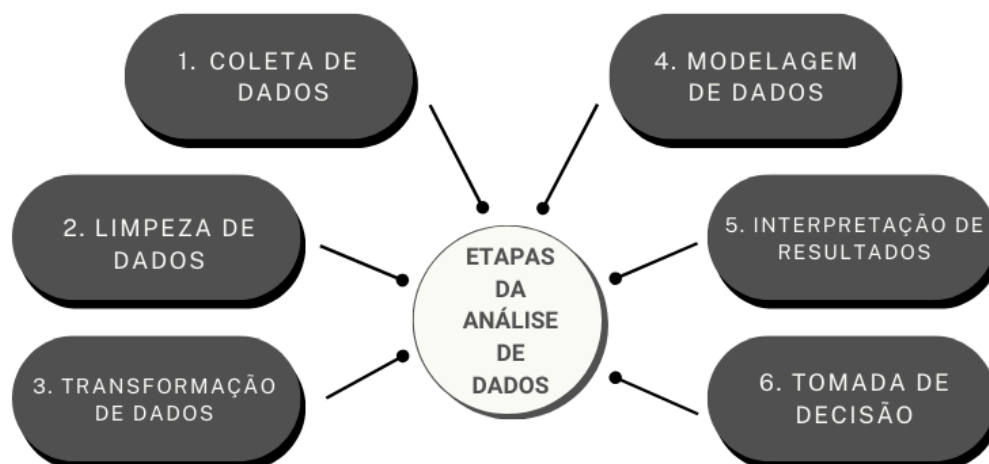 1. COLETA DE
DADOS
2. LIMPEZA DE
DADOS
3. TRANSFORMAÇÃO
DE DADOS
ETAPAS
DA
ANÁLISE
DE
DADOS
4. MODELAGEM
DE DADOS
5. INTERPRETAÇÃO DE
RESULTADOS
6. TOMADA DE
DECISÃO